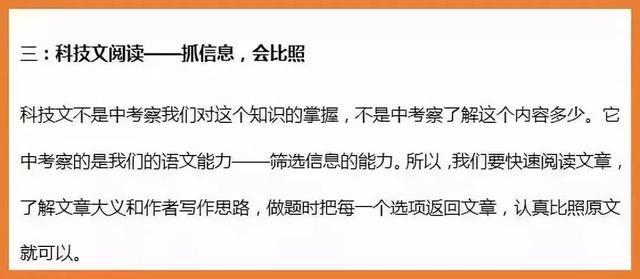 三：科技文阅读——抓信息，会比照
科技文不是中考察我们对这个知识的掌握，不是中考察了解这个内容多少。它
中考察的是我们的语文能力——筛选信息的能力。所以，我们要快速阅读文章，
了解文章大义和作者写作思路，做题时把每一个选项返回文章，认真比照原文
就可以。